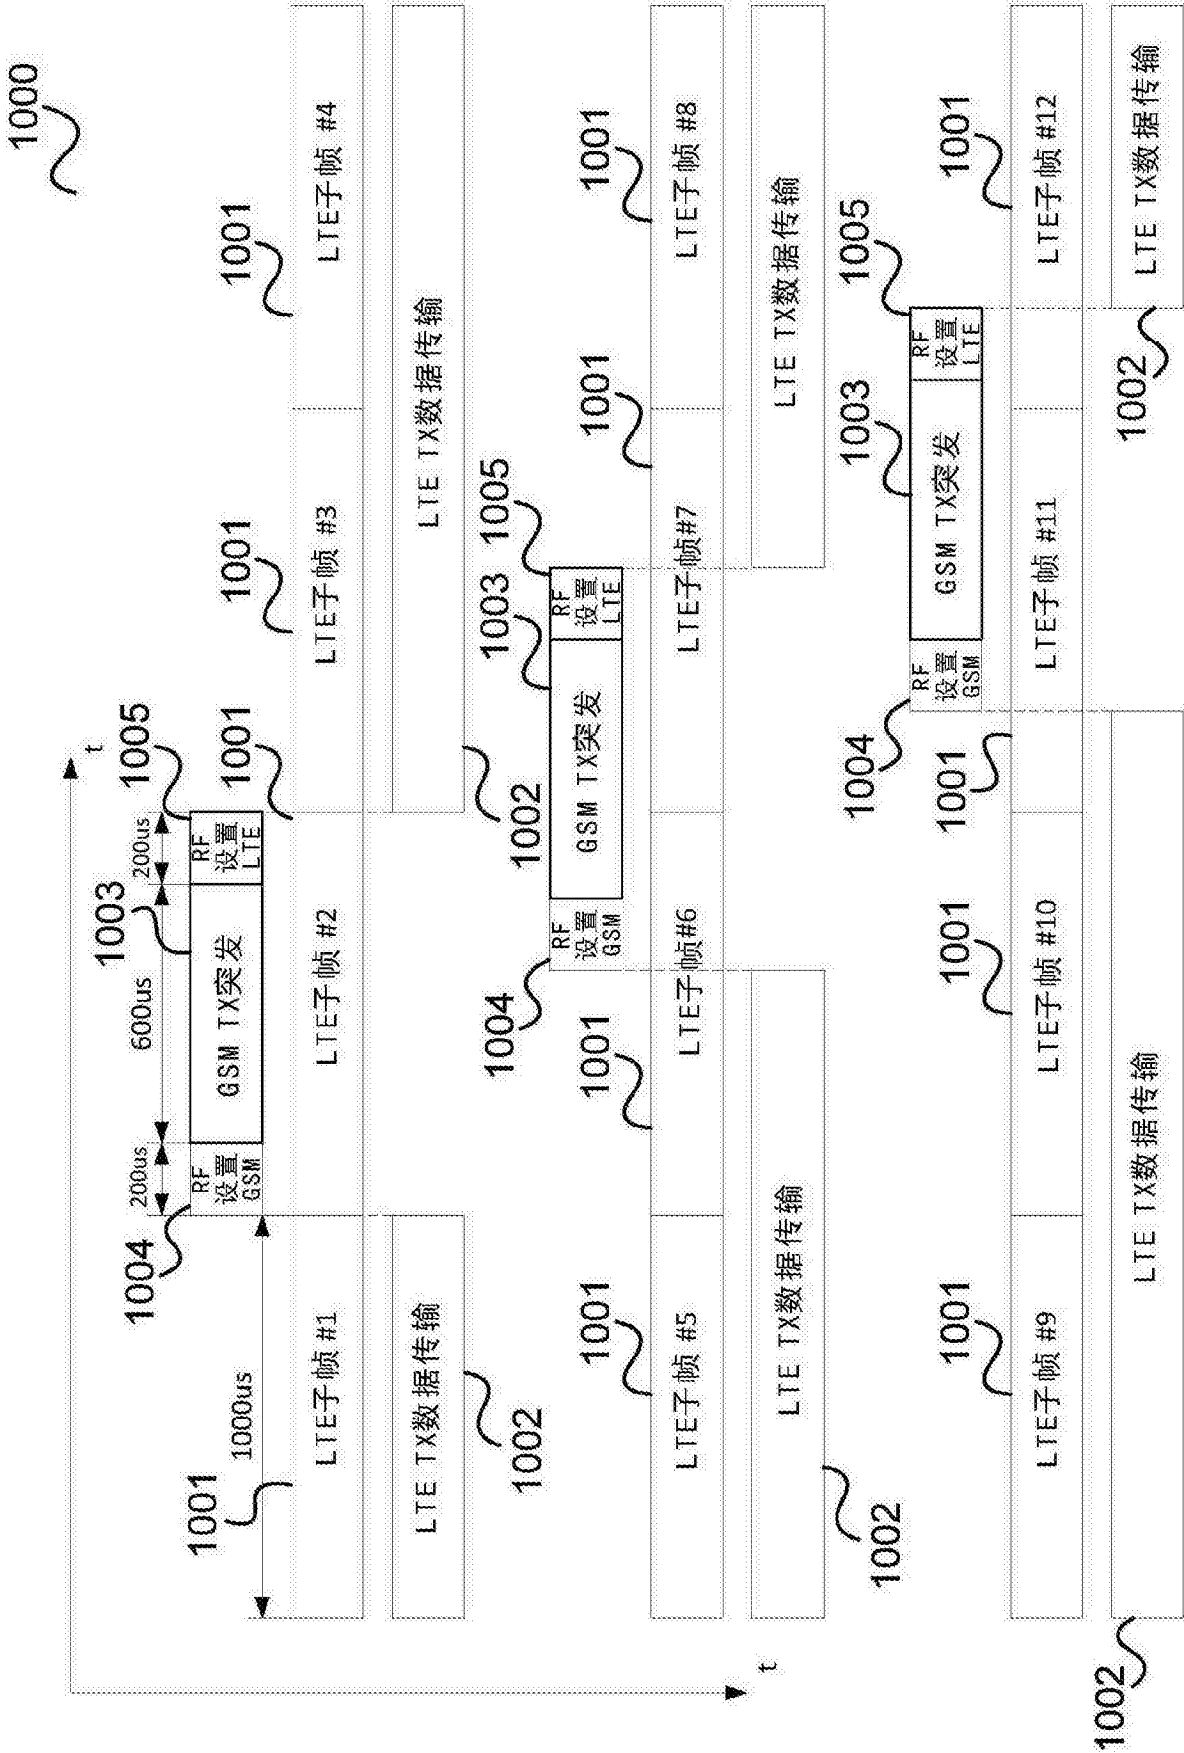 1000
t
200us
600us
200us
1004
1003
1005
RF
设置
GSM
GSM TX突发
RF
设置
LTE
1000us
1001
1001
1001
1001
LTE子帧 #1
LTE子帧 #2
LTE子帧 #3
LTE子帧 #4
LTE TX数据传输
LTE TX数据传输
1002
1002
1004
1003
1005
RF
设置
GSM
GSM TX突发
RF
设置
LTE
1001
1001
1001
1001
LTE子帧 #5
LTE子帧#6
LTE子帧#7
LTE子帧 #8
LTE TX数据传输
LTE TX数据传输
1002
t
1004
1003
1005
RF
设置
GSM
GSM TX突发
RF
设置
LTE
1001
1001
1001
1001
LTE子帧 #9
LTE子帧 #10
LTE子帧 #11
LTE子帧 #12
LTE TX数据传输
LTE TX数据传输
1002
1002